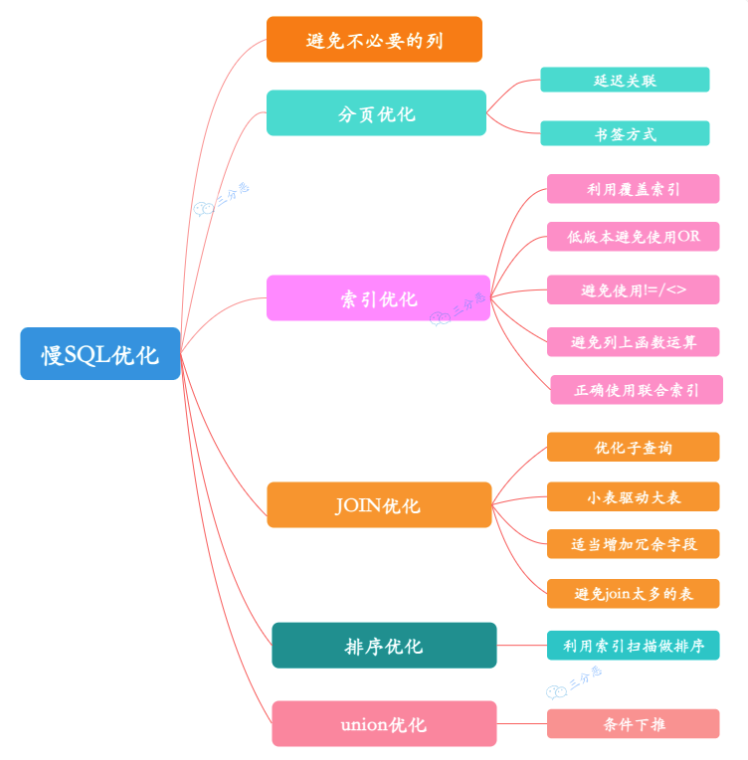 慢SQL优化
避免不必要的列
分页优化
延迟关联
书签方式
索引优化
利用覆盖索引
低版本避免使用OR
避免使用!=/<>
避免列上函数运算
正确使用联合索引
JOIN优化
优化子查询
小表驱动大表
适当增加冗余字段
避免join太多的表
排序优化
利用索引扫描做排序
union优化
条件下推
三分恶
三分恶
三分恶